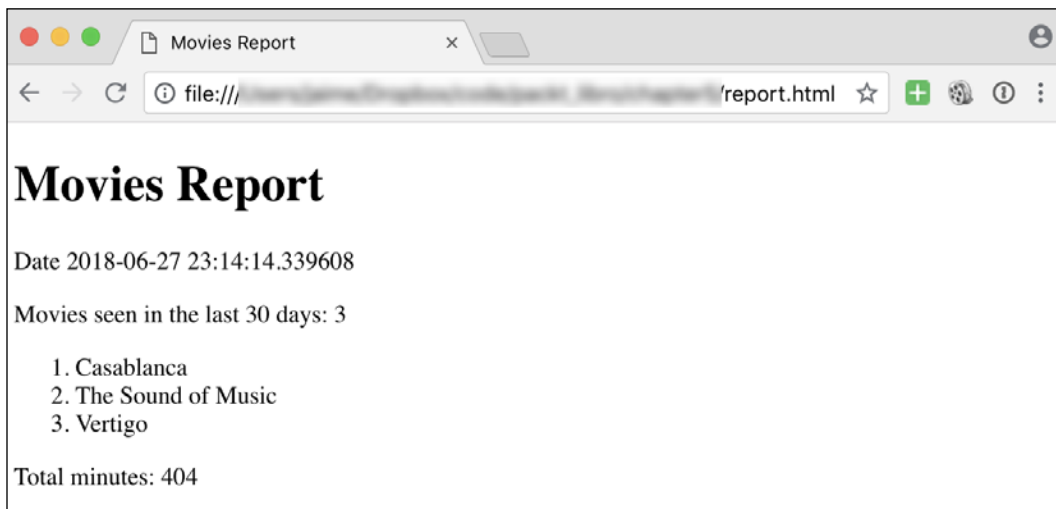 Movies Report
file:///
/report.html
Movies Report
Date 2018-06-27 23:14:14.339608
Movies seen in the last 30 days: 3
1. Casablanca
2. The Sound of Music
3. Vertigo
Total minutes: 404